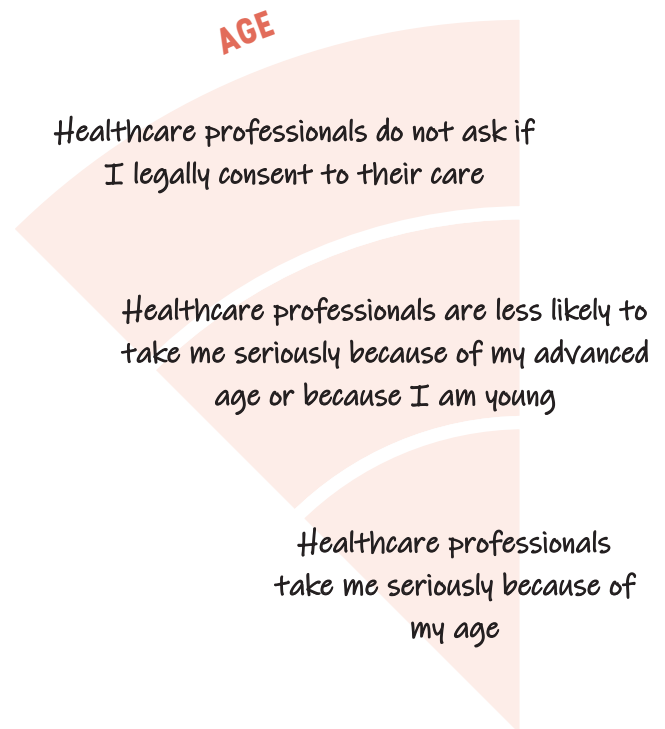 AGE
Healthcare professionals do not ask if
I legally consent to their care
Healthcare professionals are less likely to
take me seriously because of my advanced
age or because I am young
Healthcare professionals
take me seriously because of
my age